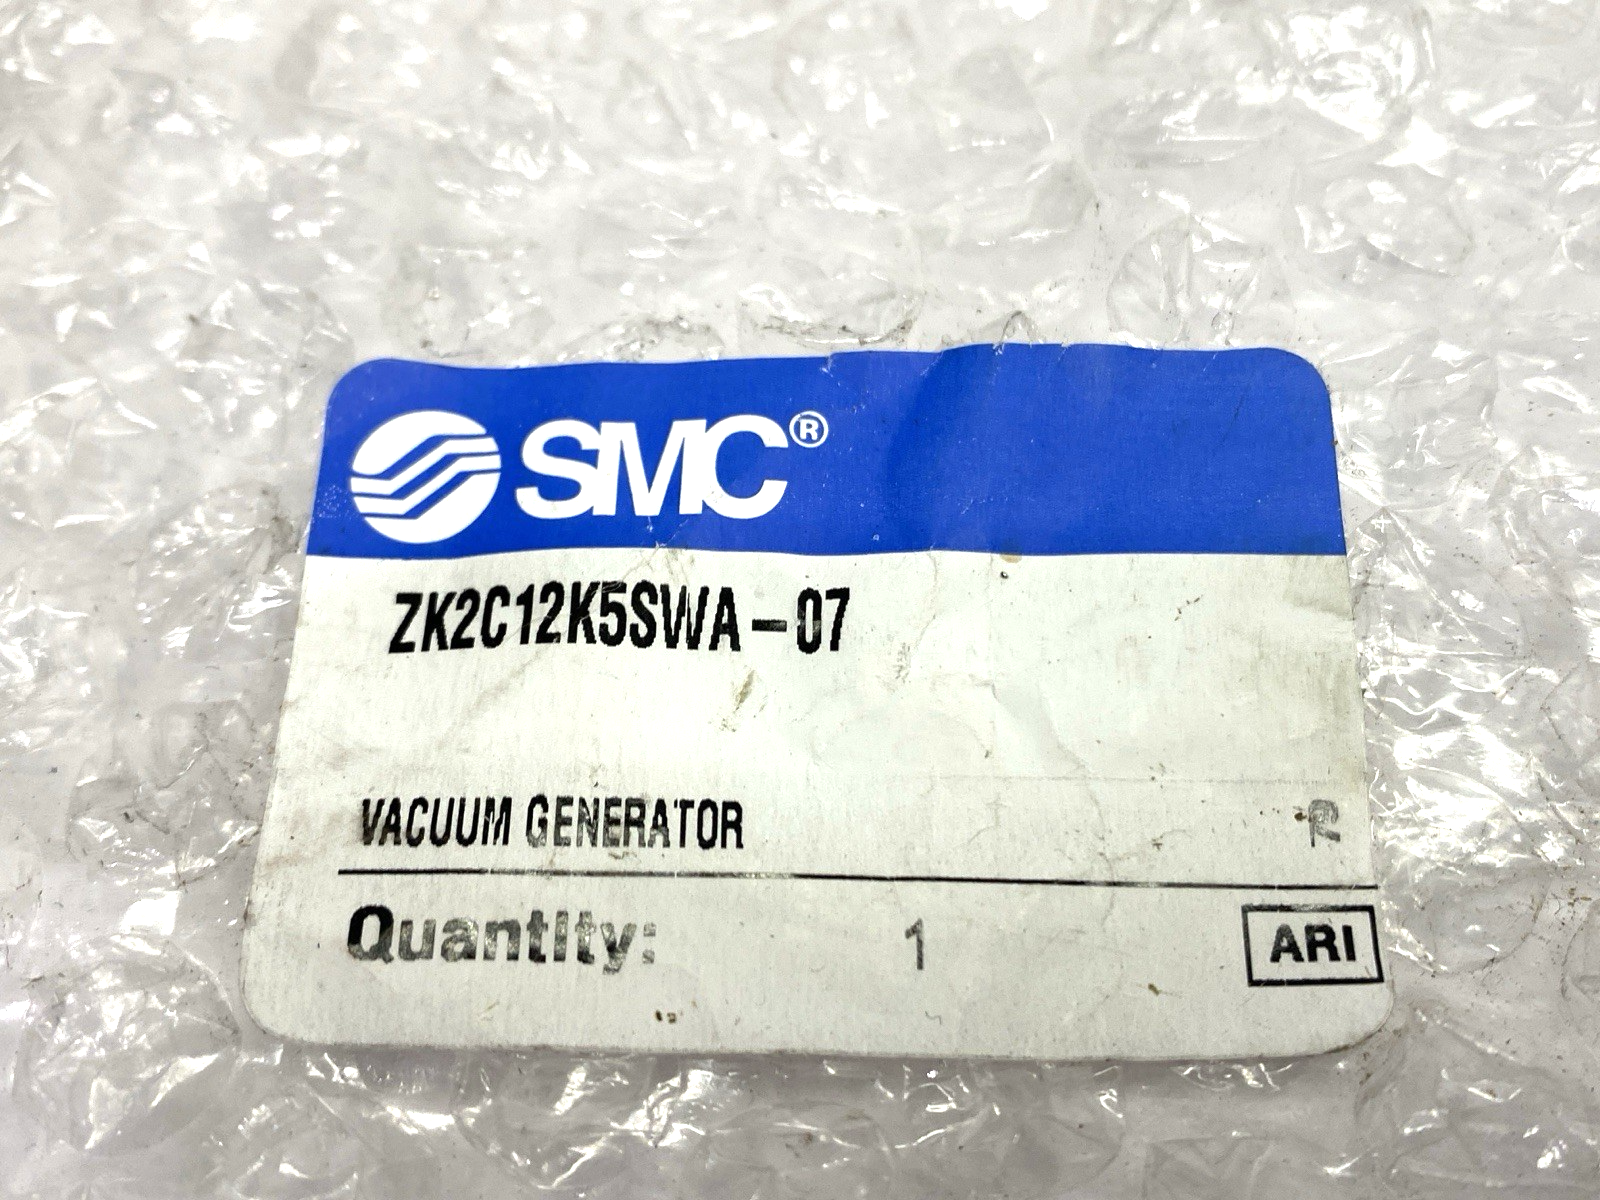 SMC®
ZK2C12K5SWA-07
VACUUM GENERATOR R
Quantity: 1 ARI